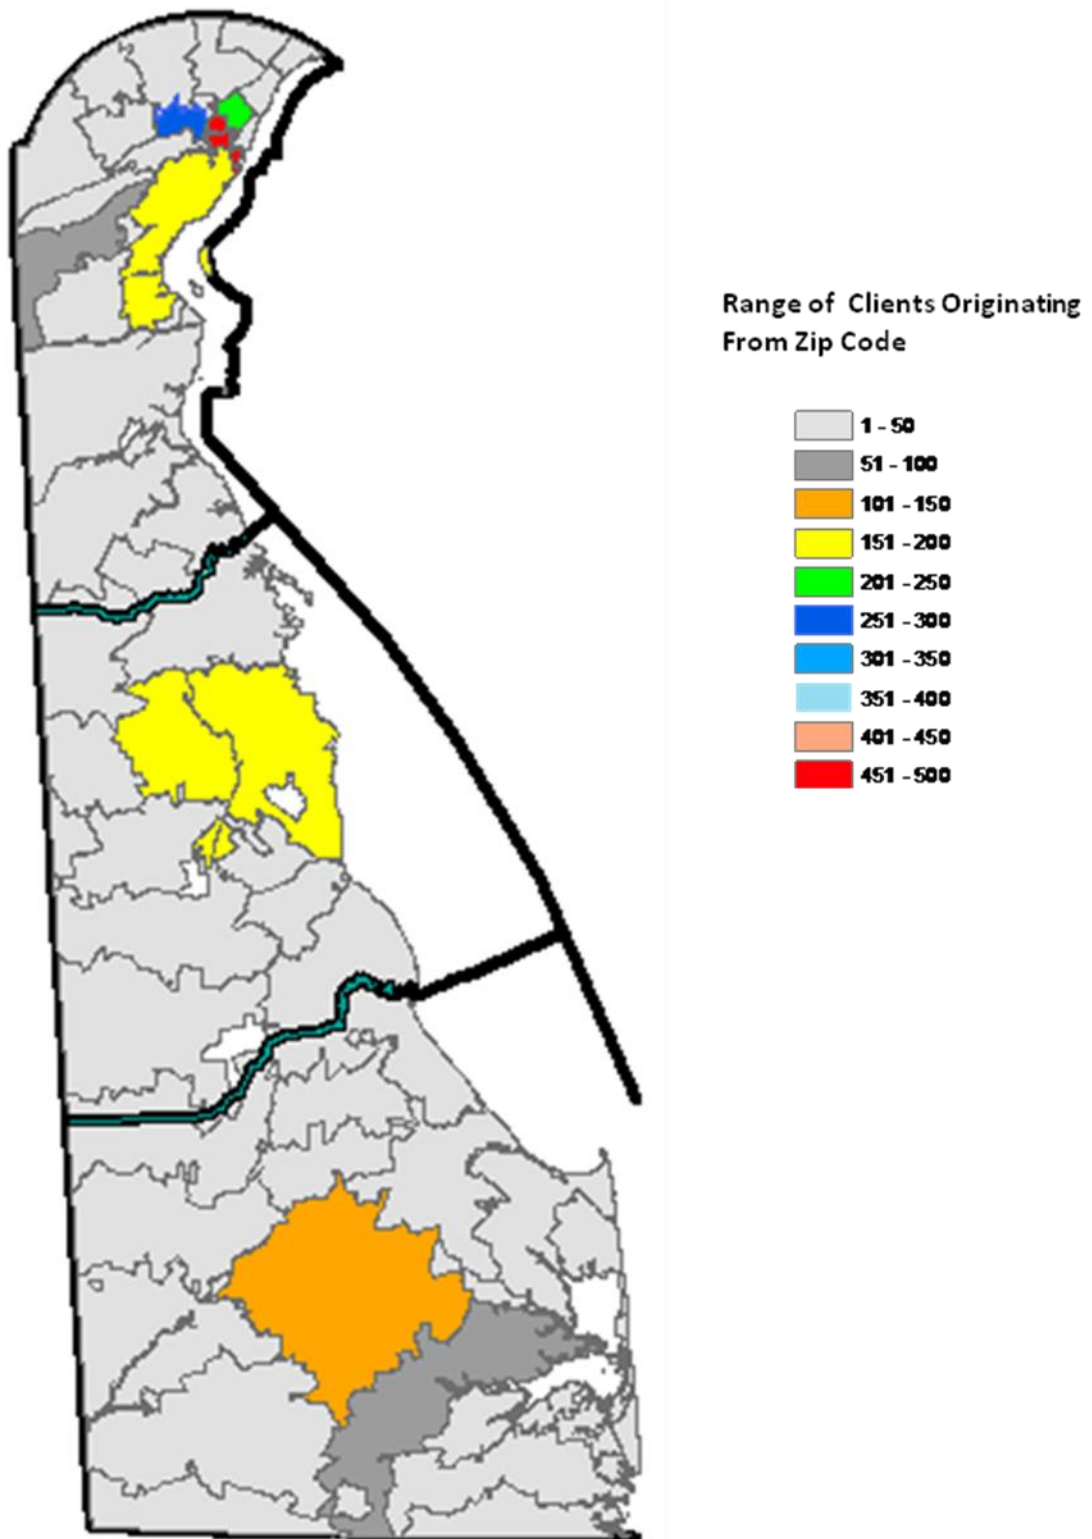 Range of Clients Originating
From Zip Code
1 - 50
51 - 100
101 - 150
151 - 200
201 - 250
251 - 300
301 - 350
351 - 400
401 - 450
451 - 500